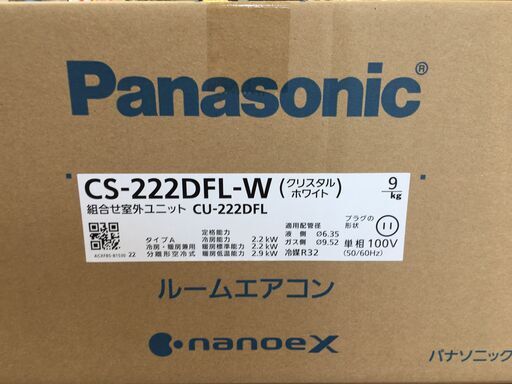 Panasonic®
CS-222DFL-W (クリスタルホワイト) 9 kg
組合せ室外ユニット CU-222DFL
タイプA
冷房・暖房兼用
分離形空冷式
定格能力
冷房能力 2.2 kW
暖房標準能力 2.2 kW
暖房低温能力 2.9 kW
適用配管径
液 側 Ø6.35
ガス側 Ø9.52
冷媒R32
プラグの形状
単相100V
(50/60Hz)
22
ルームエアコン
nanoeX
パナソニック